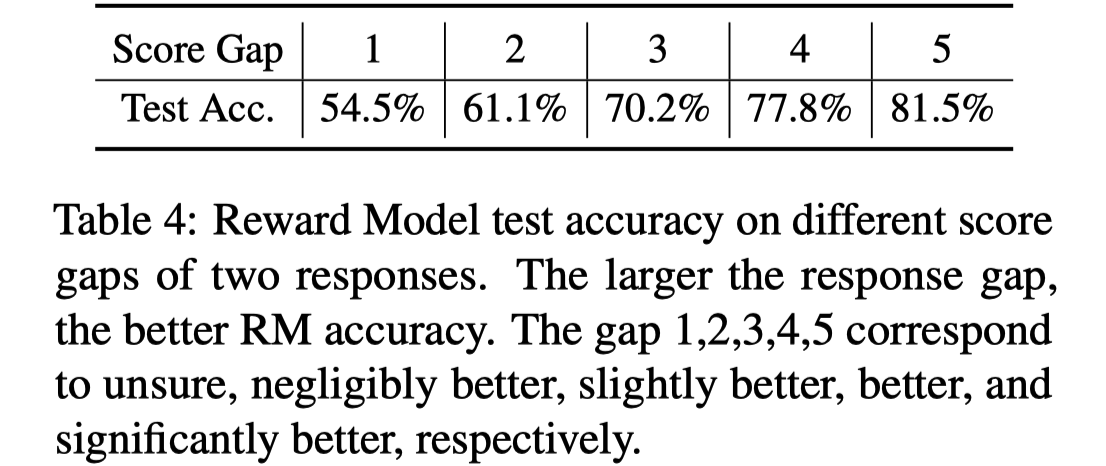 Score Gap 1 2 3 4 5
Test Acc. 54.5% 61.1% 70.2% 77.8% 81.5%
Table 4: Reward Model test accuracy on different score
gaps of two responses. The larger the response gap,
the better RM accuracy. The gap 1,2,3,4,5 correspond
to unsure, negligibly better, slightly better, better, and
significantly better, respectively.